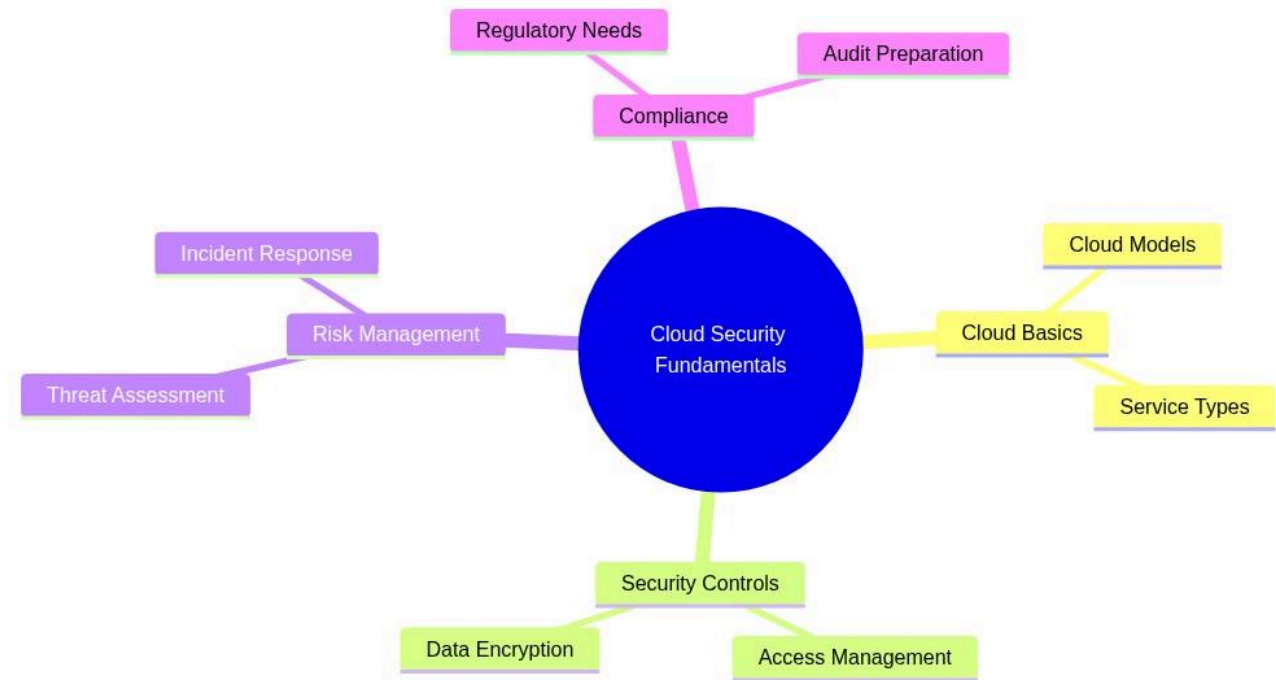 Regulatory Needs
Audit Preparation
Compliance
Incident Response
Cloud Models
Risk Management
Cloud Security
Fundamentals
Cloud Basics
Threat Assessment
Service Types
Security Controls
Data Encryption
Access Management